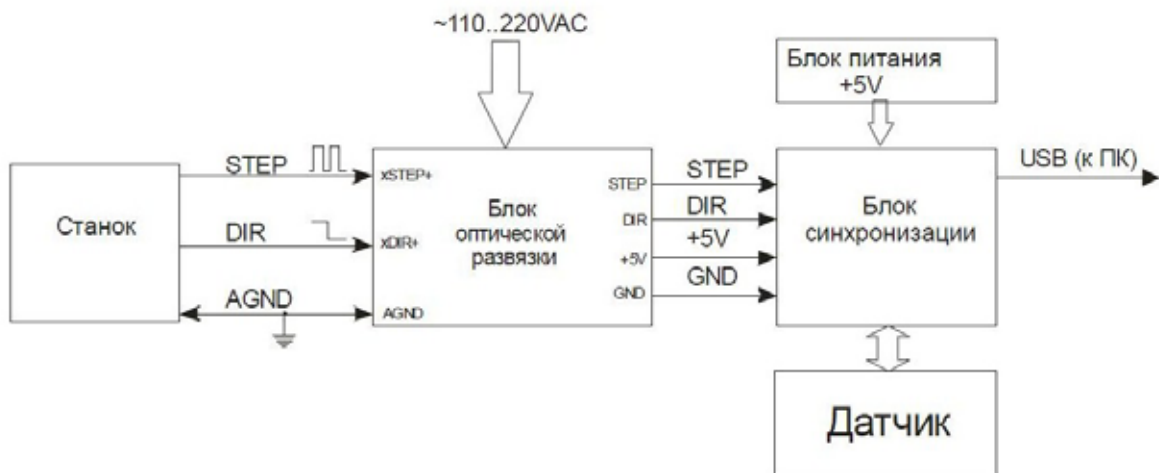 ~110..220VAC
Блок питания
+5V
STEP
xSTEP+
STEP
STEP
USB (к ПК)
Станок
Блок
оптической
развязки
Блок
синхронизации
DIR
xDIR+
DIR
DIR
+5V
+5V
AGND
AGND
GND
GND
Датчик